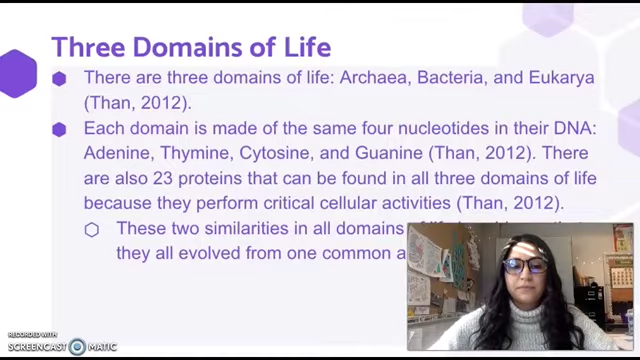 Three Domains of Life
There are three domains of life: Archaea, Bacteria, and Eukarya
(Than, 2012).
Each domain is made of the same four nucleotides in their DNA:
Adenine, Thymine, Cytosine, and Guanine (Than, 2012). There
are also 23 proteins that can be found in all three domains of life
because they perform critical cellular activities (Than, 2012).
These two similarities in all domains
they all evolved from one common
RECORDED WITH
SCREENCAST MATIC